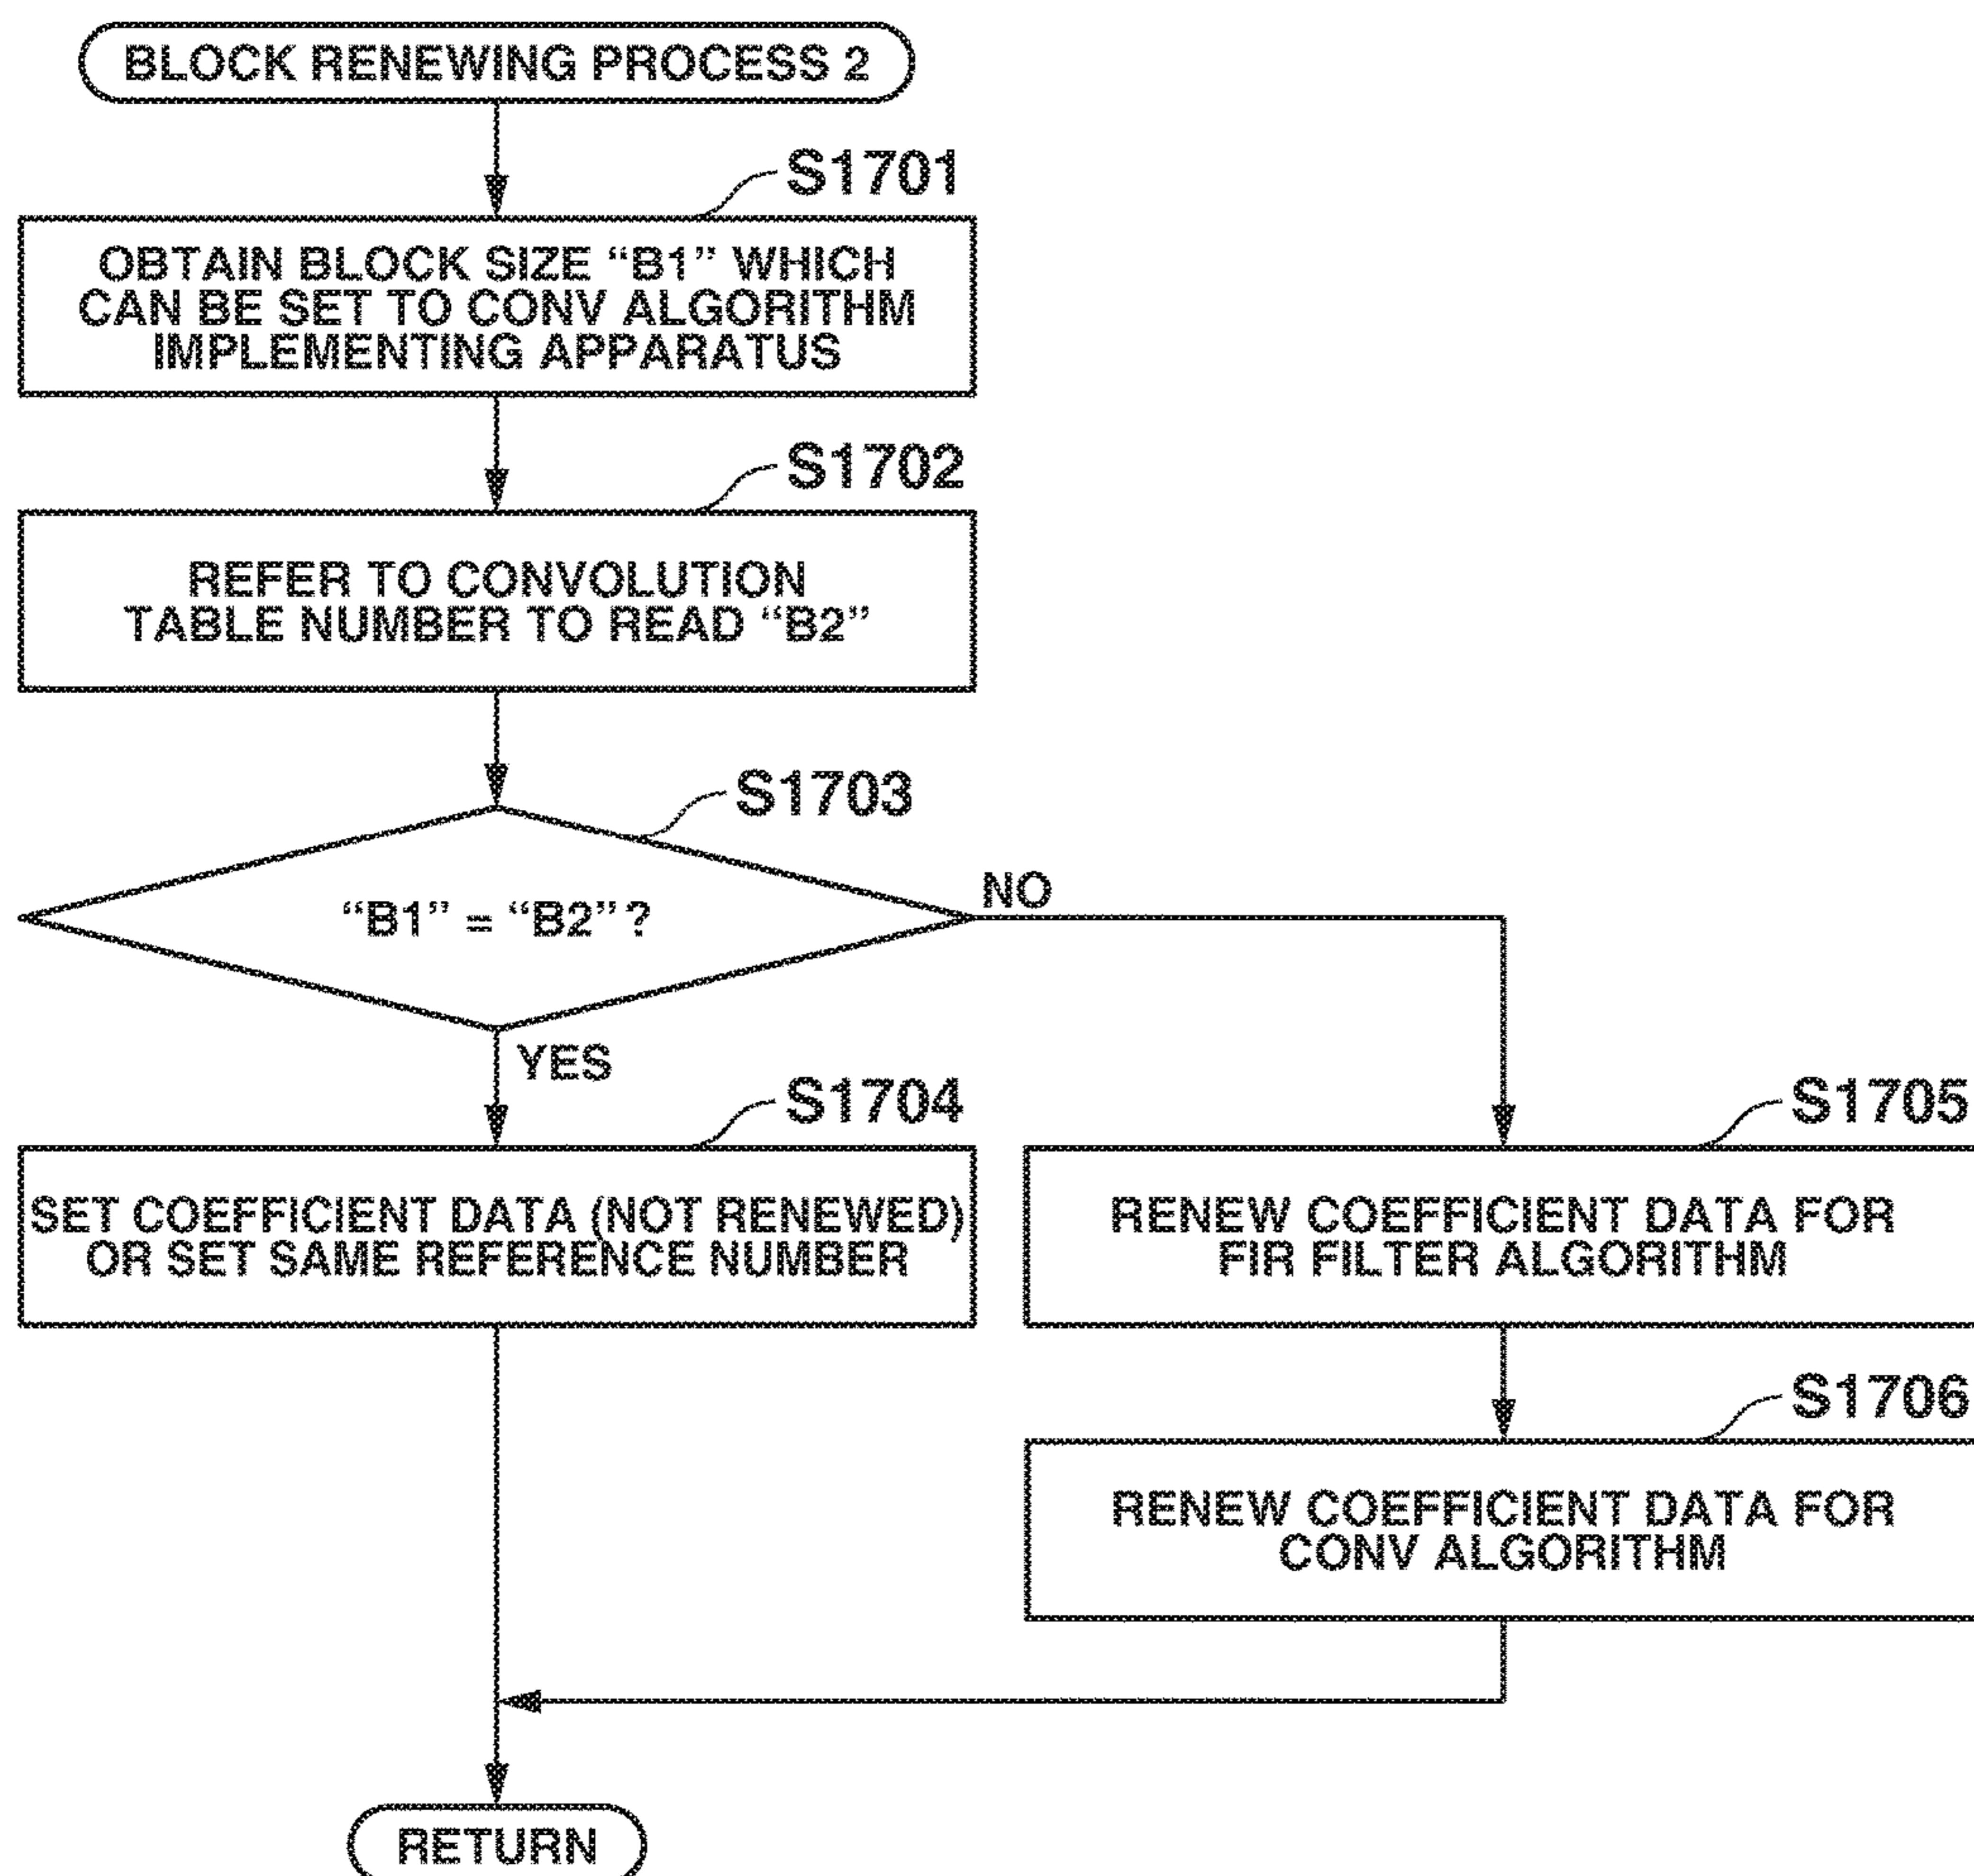 BLOCK RENEWING PROCESS 2
S1701
OBTAIN BLOCK SIZE “B1” WHICH
CAN BE SET TO CONV ALGORITHM
IMPLEMENTING APPARATUS
S1702
REFER TO CONVOLUTION
TABLE NUMBER TO READ “B2”
S1703
“B1” = “B2”?
NO
YES
S1704
SET COEFFICIENT DATA (NOT RENEWED)
OR SET SAME REFERENCE NUMBER
S1705
RENEW COEFFICIENT DATA FOR
FIR FILTER ALGORITHM
S1706
RENEW COEFFICIENT DATA FOR
CONV ALGORITHM
RETURN